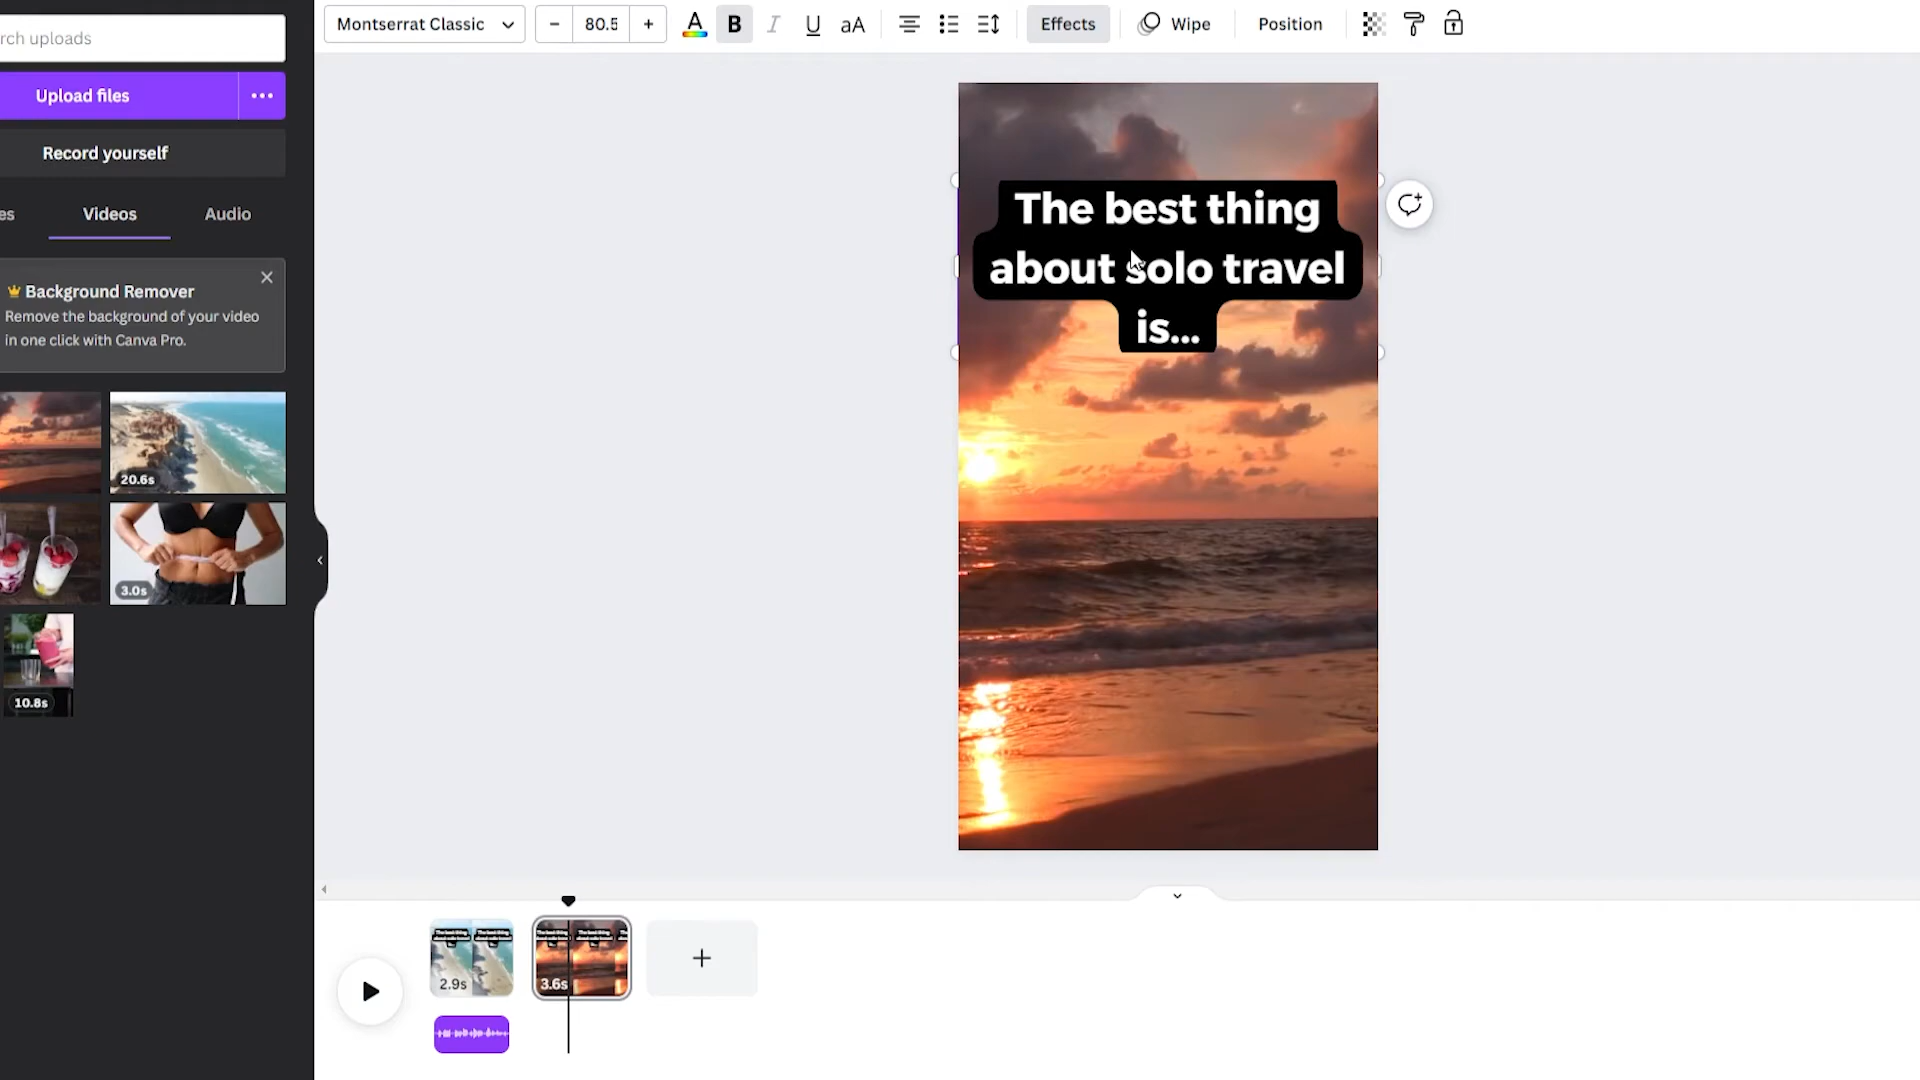 Montserrat Classic
80.5
A
B
I
U
aA
Effects
Wipe
Position
rch uploads
Upload files
Record yourself
es
Videos
Audio
Background Remover
Remove the background of your video
in one click with Canva Pro.
20.6s
3.0s
10.8s
The best thing
about solo travel
is...
2.9s
3.6s